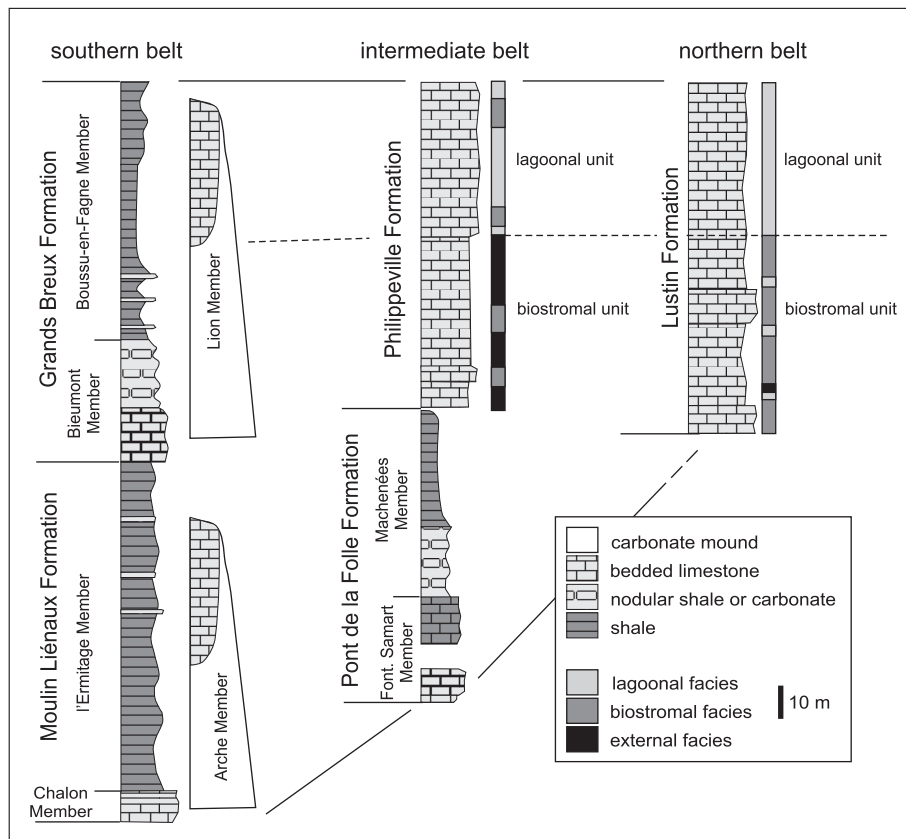 southern belt
intermediate belt
northern belt
Grands Breux Formation
Boussu-en-Fagne Member
Bieumont
Member
Lion Member
Moulin Liénaux Formation
l'Ermitage Member
Chalon
Member
Arche Member
Philippeville Formation
lagoonal unit
biostromal unit
Pont de la Folle Formation
Machenées
Member
Font. Samart
Member
Lustin Formation
lagoonal unit
biostromal unit
carbonate mound
bedded limestone
nodular shale or carbonate
shale
lagoonal facies
biostromal facies
external facies
10 m